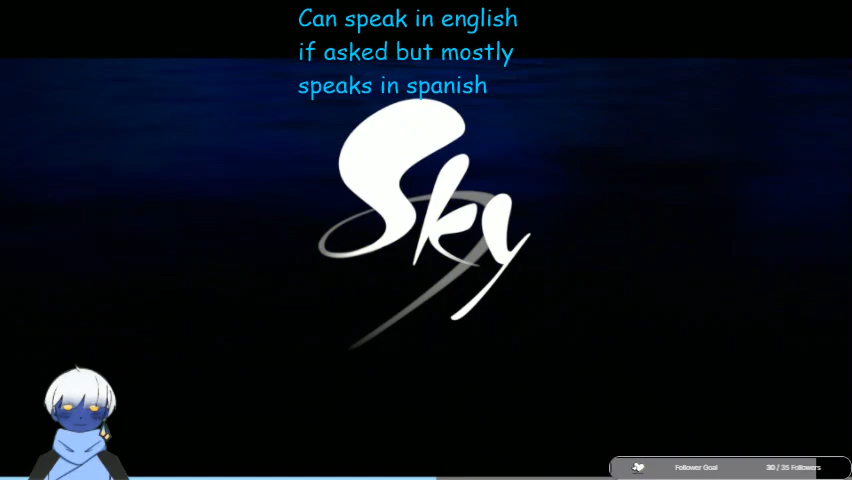 Can speak in english
if asked but mostly
speaks in spanish
Sky
Follower Goal 30 / 35 Followers